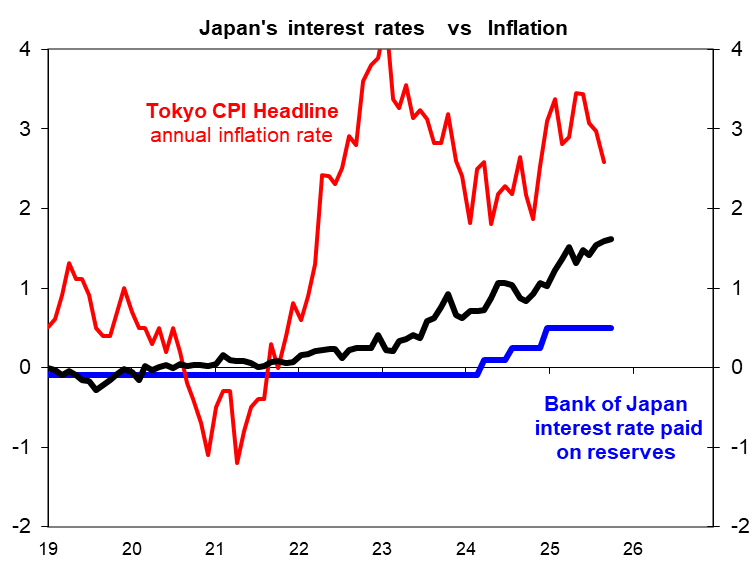 Japan's interest rates vs Inflation
4
4
Tokyo CPI Headline
annual inflation rate
3
3
2
2
1
1
0
0
Bank of Japan
interest rate paid
on reserves
-1
-1
-2
-2
19 20 21 22 23 24 25 26